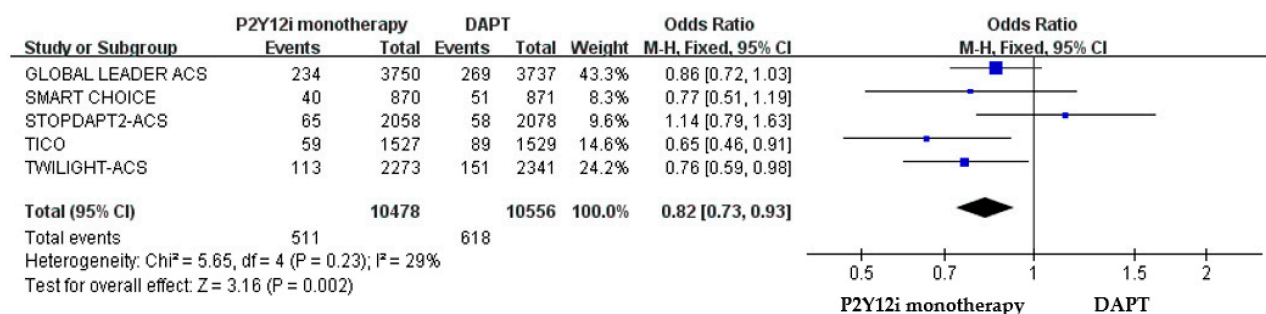 P2Y12i monotherapy DAPT Odds Ratio Odds Ratio
Study or Subgroup Events Total Events Total Weight M-H, Fixed, 95% CI M-H, Fixed, 95% CI
GLOBAL LEADER ACS 234 3750 269 3737 43.3% 0.86 [0.72, 1.03]
SMART CHOICE 40 870 51 871 8.3% 0.77 [0.51, 1.19]
STOPDAPT2-ACS 65 2058 58 2078 9.6% 1.14 [0.79, 1.63]
TICO 59 1527 89 1529 14.6% 0.65 [0.46, 0.91]
TWILIGHT-ACS 113 2273 151 2341 24.2% 0.76 [0.59, 0.98]
Total (95% CI) 10478 10556 100.0% 0.82 [0.73, 0.93]
Total events 511 618
Heterogeneity: Chi² = 5.65, df = 4 (P = 0.23); I² = 29%
Test for overall effect: Z = 3.16 (P = 0.002)
0.5 0.7 1 1.5 2
P2Y12i monotherapy DAPT